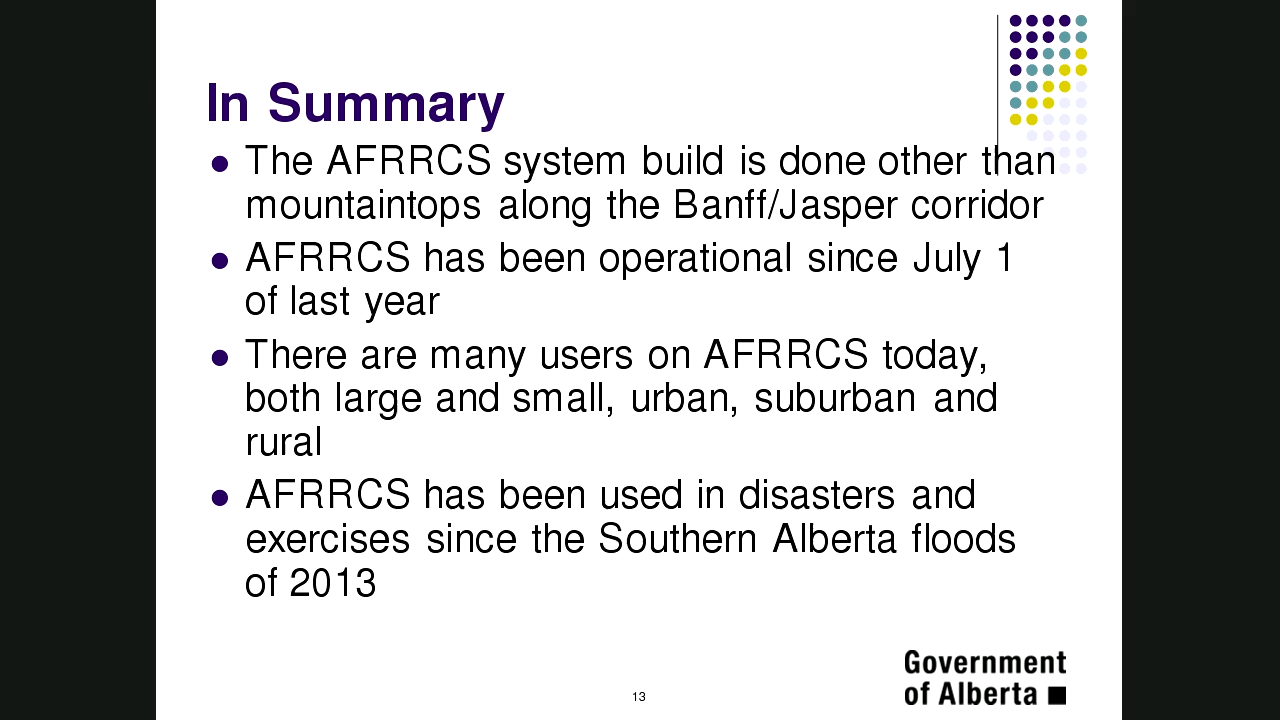 In Summary
• The AFRRCS system build is done other than
mountaintops along the Banff/Jasper corridor
• AFRRCS has been operational since July 1
of last year
• There are many users on AFRRCS today,
both large and small, urban, suburban and
rural
• AFRRCS has been used in disasters and
exercises since the Southern Alberta floods
of 2013
13
Government
of Alberta